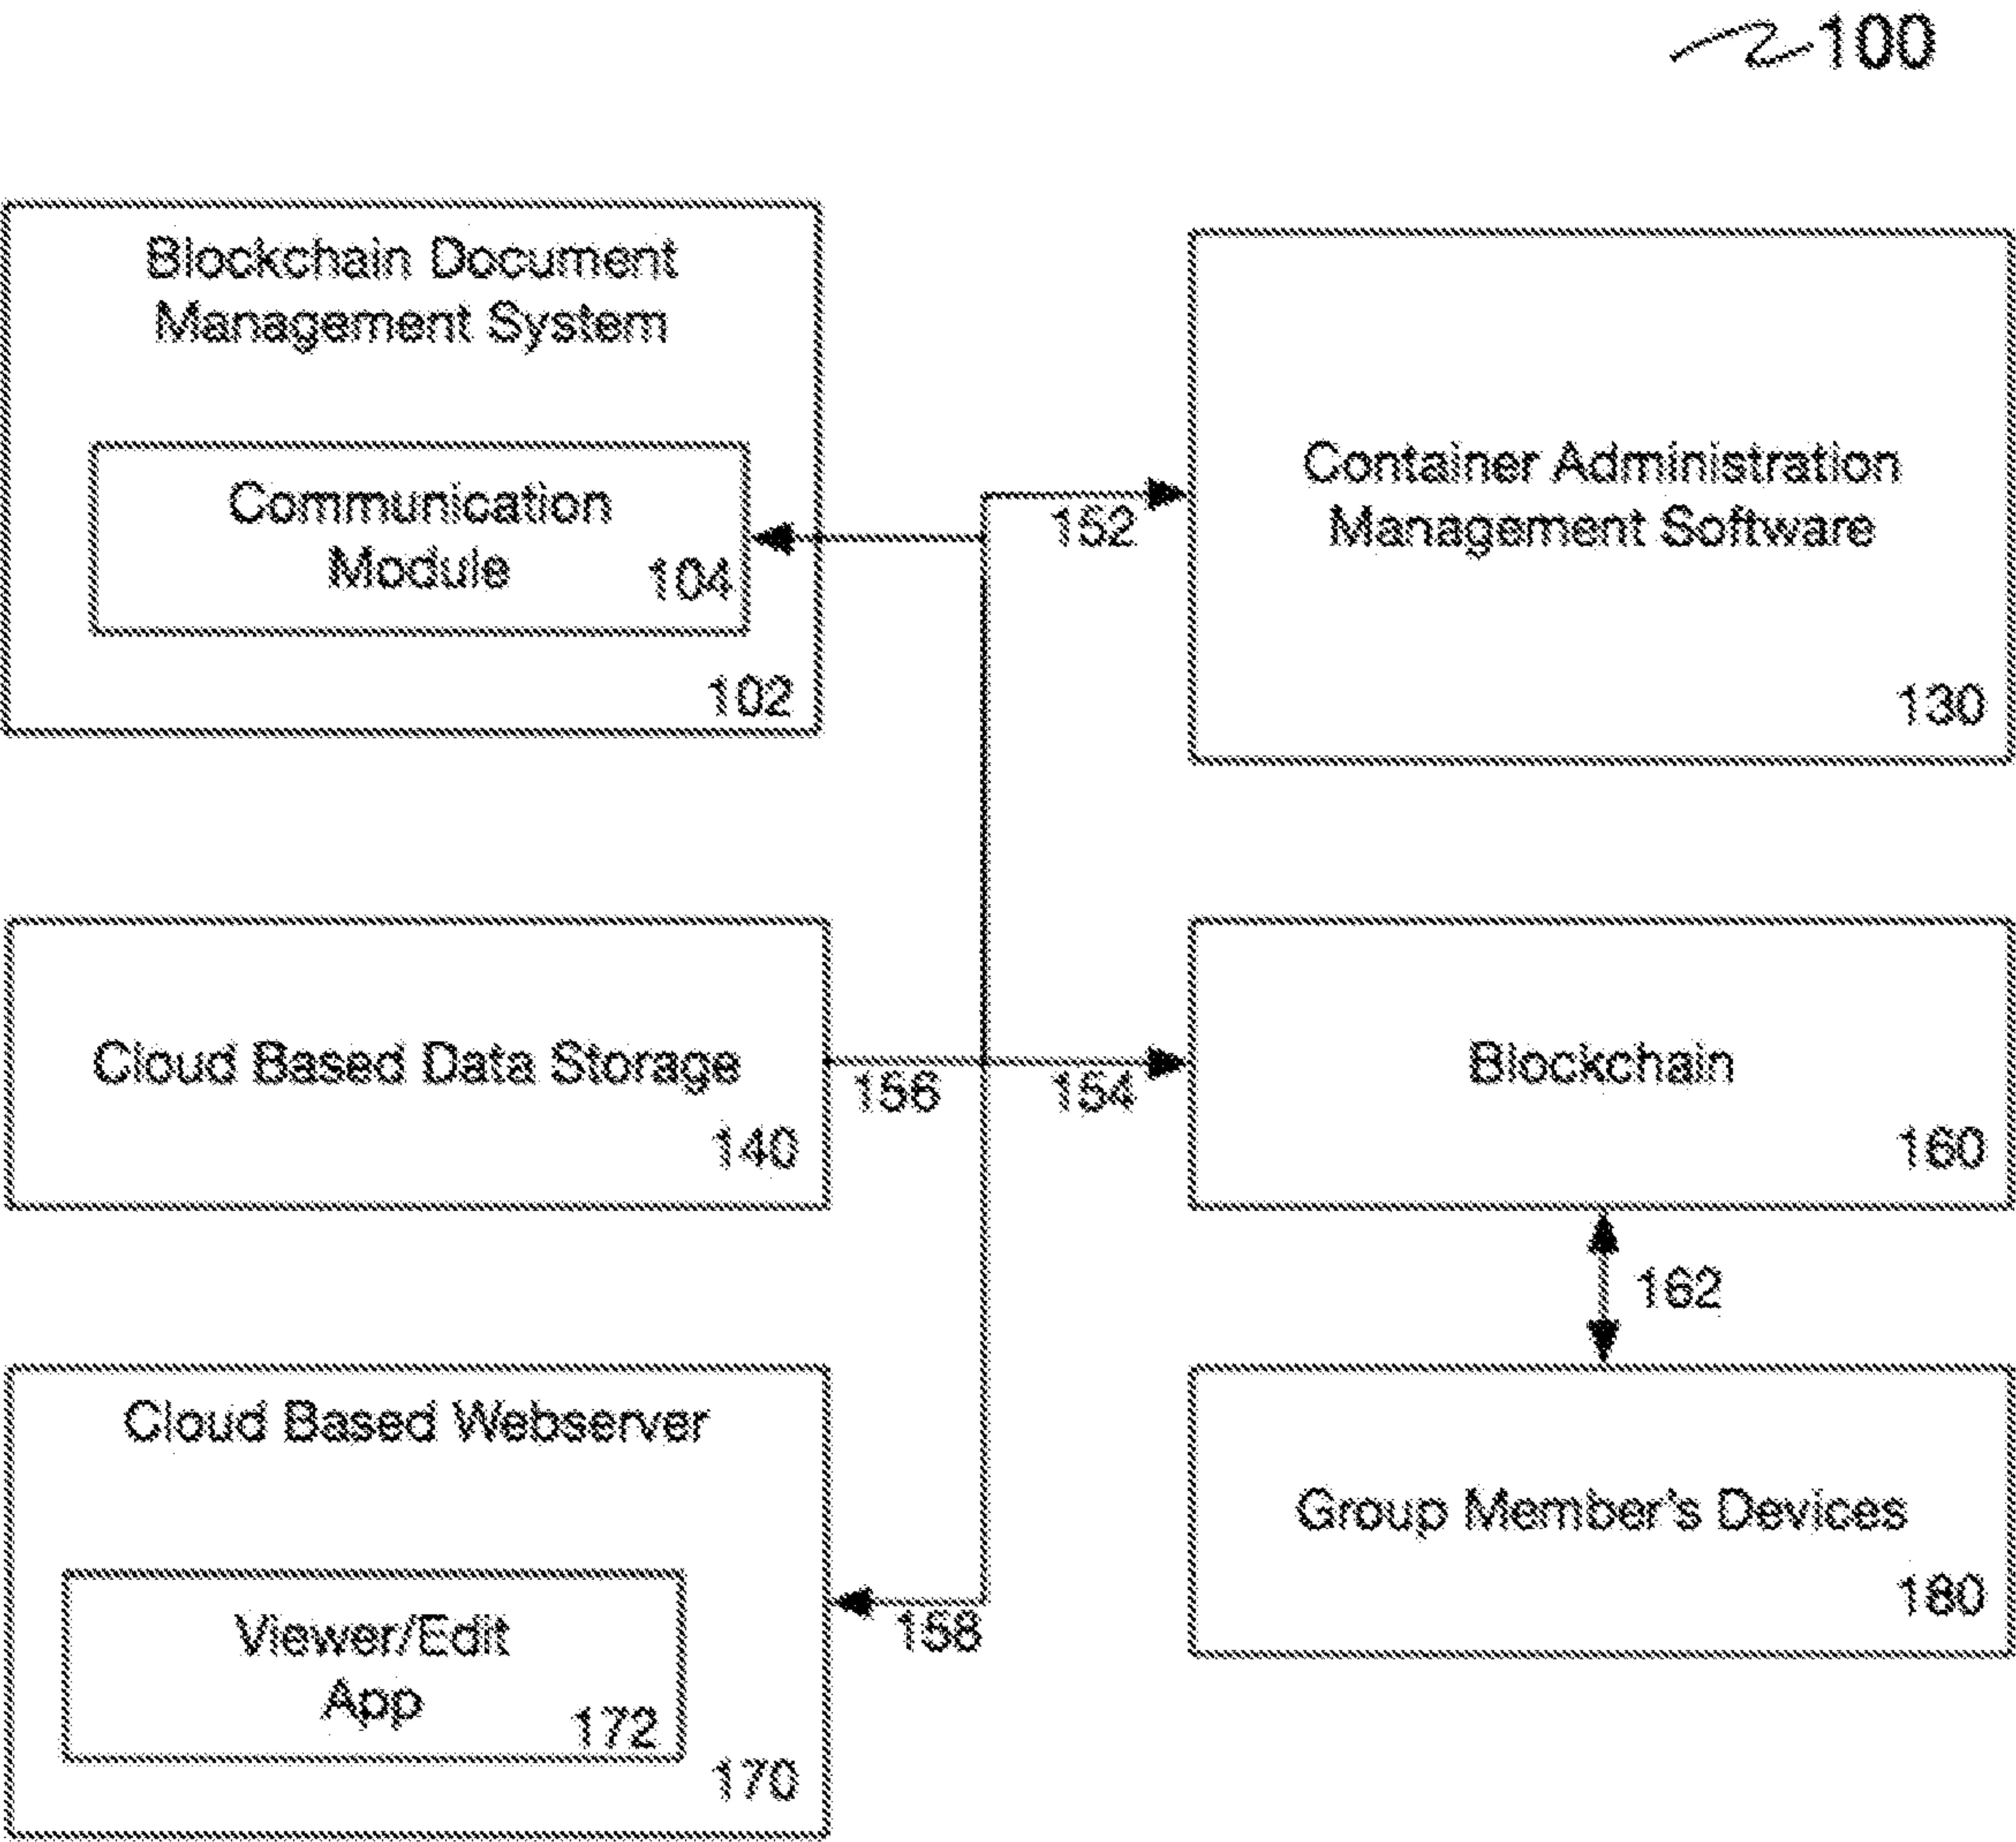 100
Blockchain Document
Management System
Communication
Module
104
102
152
Container Administration
Management Software
130
Cloud Based Data Storage
140
156
154
Blockchain
160
162
Cloud Based Webserver
Viewer/Edit
App
172
170
158
Group Member's Devices
180